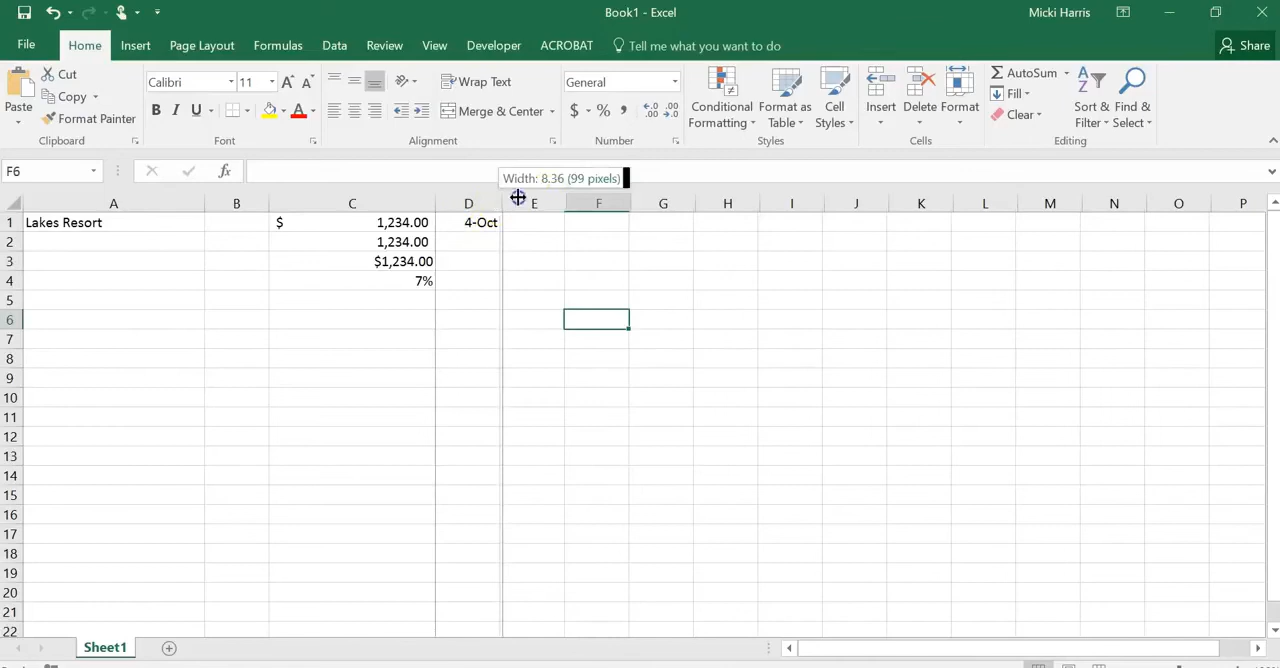 Book1 - Excel
Micki Harris
File Home Insert Page Layout Formulas Data Review View Developer ACROBAT Tell me what you want to do Share
Paste
Cut
Copy
Format Painter
Clipboard
Calibri 11
B I U A
Font
Wrap Text
Merge & Center
Alignment
General
$ % ,
Number
Conditional Formatting
Format as Table
Cell Styles
Styles
Insert
Delete
Format
Cells
AutoSum
Fill
Clear
Sort & Filter
Find & Select
Editing
F6
fx
Width: 8.36 (99 pixels)
A B C D E F G H I J K L M N O P
1 Lakes Resort $ 1,234.00 4-Oct
2 1,234.00
3 $1,234.00
4 7%
5
6
7
8
9
10
11
12
13
14
15
16
17
18
19
20
21
22
Sheet1